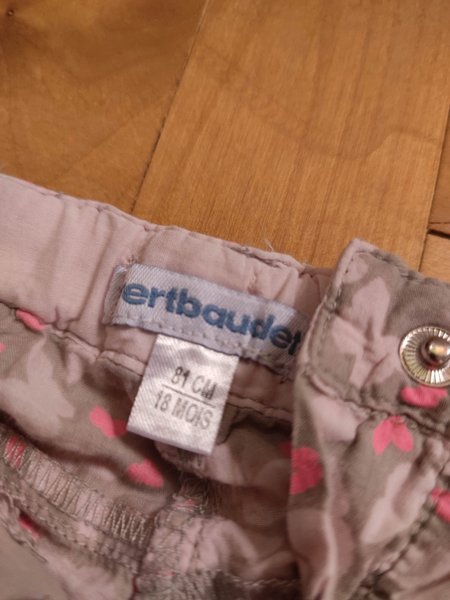 ertbaudet
81 CM
18 MOIS